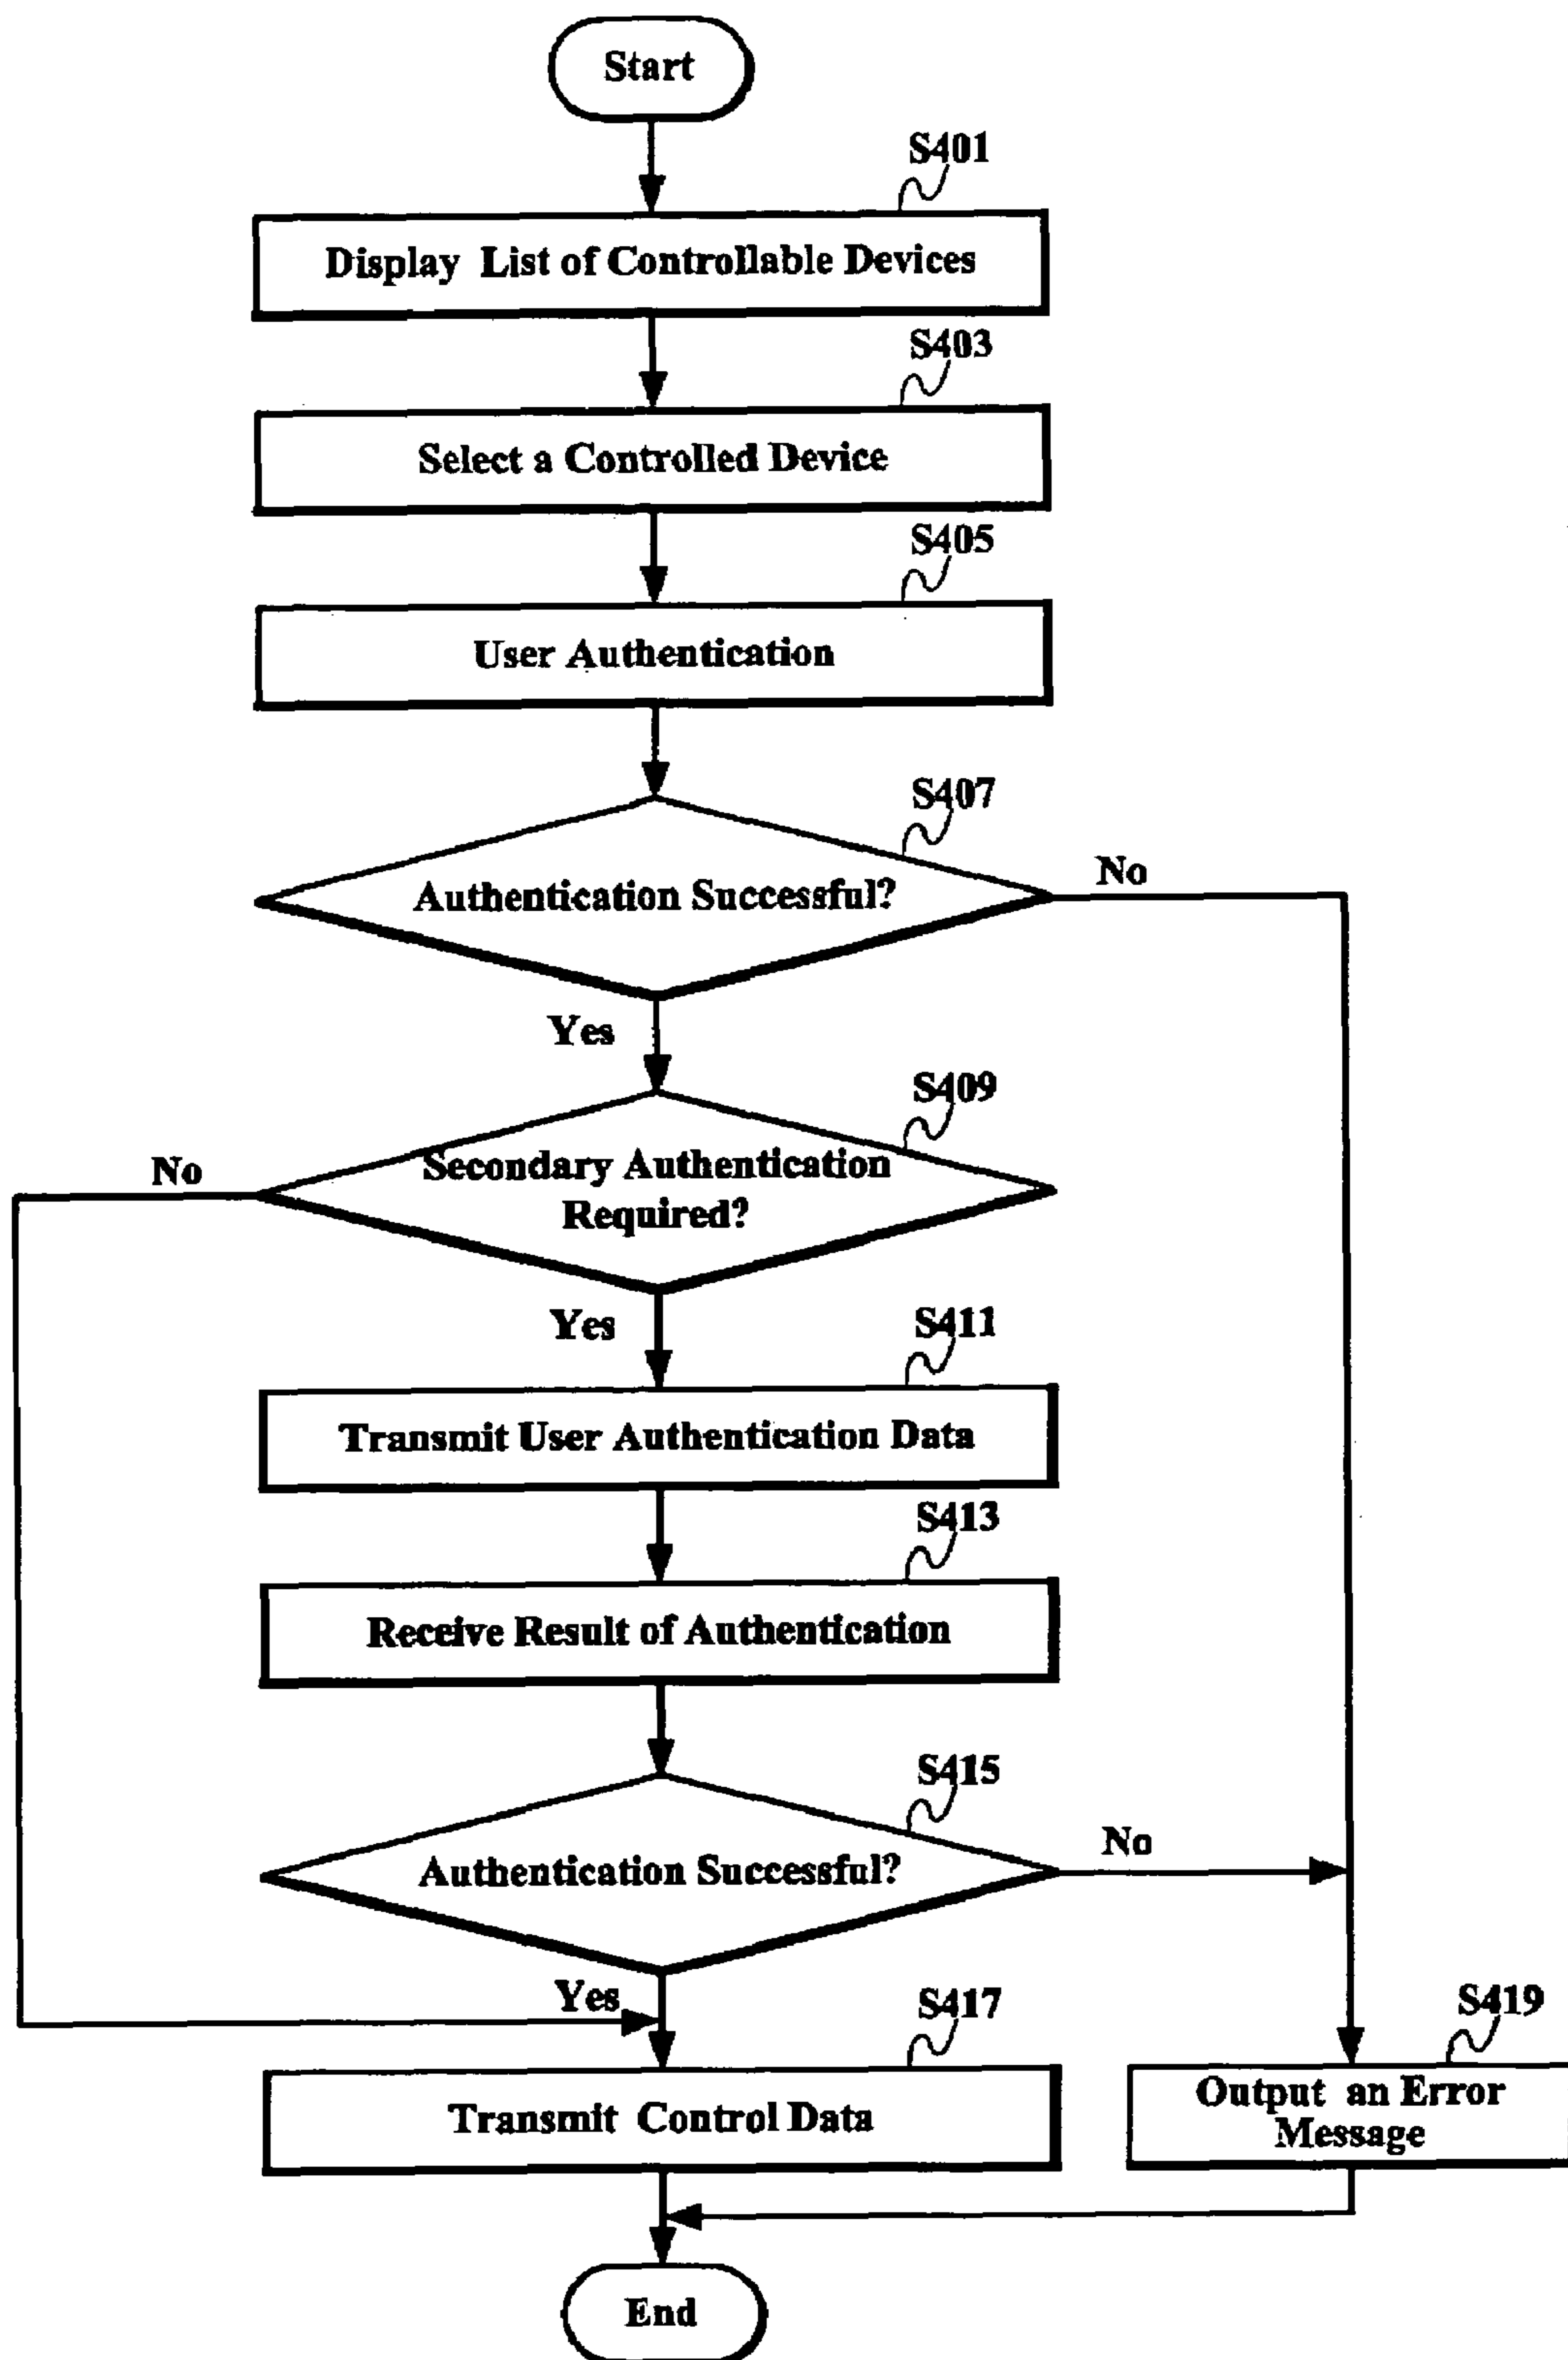 Start
S401
Display List of Controllable Devices
S403
Select a Controlled Device
S405
User Authentication
S407
Authentication Successful?
No
Yes
S409
Secondary Authentication
Required?
No
Yes
S411
Transmit User Authentication Data
S413
Receive Result of Authentication
S415
Authentication Successful?
No
Yes
S417
Transmit Control Data
S419
Output an Error
Message
End